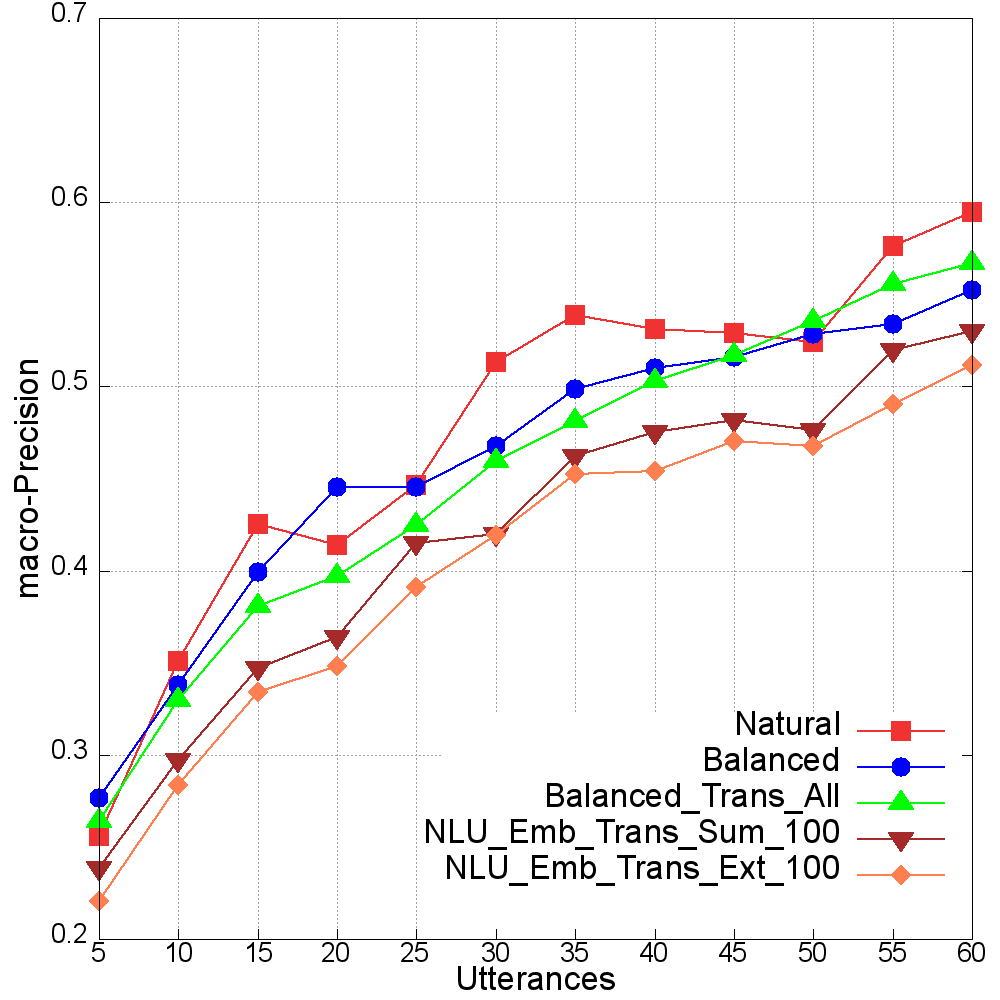 0.7
0.6
0.5
0.4
0.3
0.2
macro-Precision
Natural
Balanced
Balanced_Trans_All
NLU_Emb_Trans_Sum_100
NLU_Emb_Trans_Ext_100
5 10 15 20 25 30 35 40 45 50 55 60
Utterances